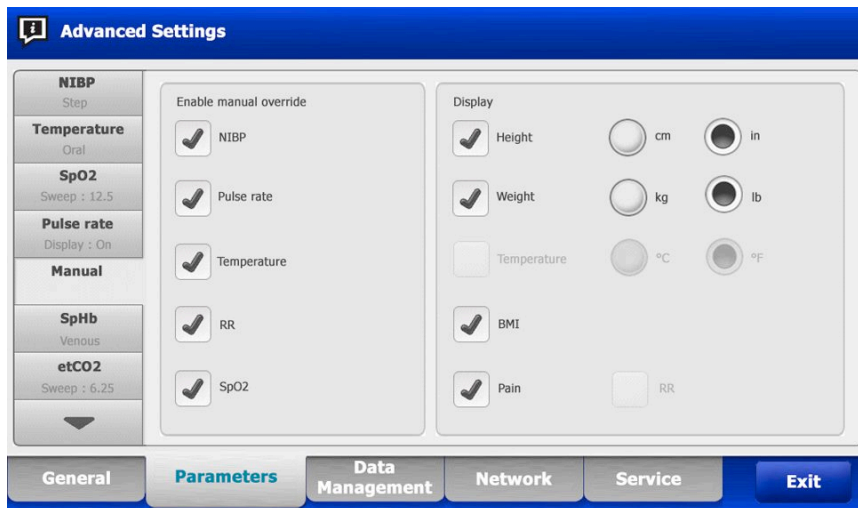 Advanced Settings
NIBP
Step
Temperature
Oral
SpO2
Sweep : 12.5
Pulse rate
Display : On
Manual
SpHb
Venous
etCO2
Sweep : 6.25
Enable manual override
NIBP
Pulse rate
Temperature
RR
SpO2
Display
Height cm in
Weight kg lb
Temperature °C °F
BMI
Pain RR
General
Parameters
Data
Management
Network
Service
Exit